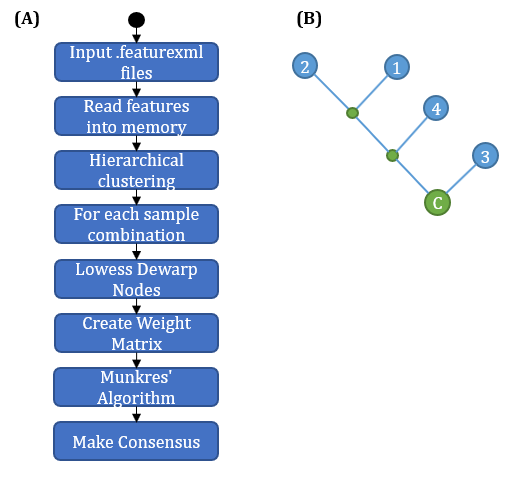 (A)
Input .featurexml
files
Read features
into memory
Hierarchical
clustering
For each sample
combination
Lowess Dewarp
Nodes
Create Weight
Matrix
Munkres'
Algorithm
Make Consensus
(B)
2
1
4
3
C